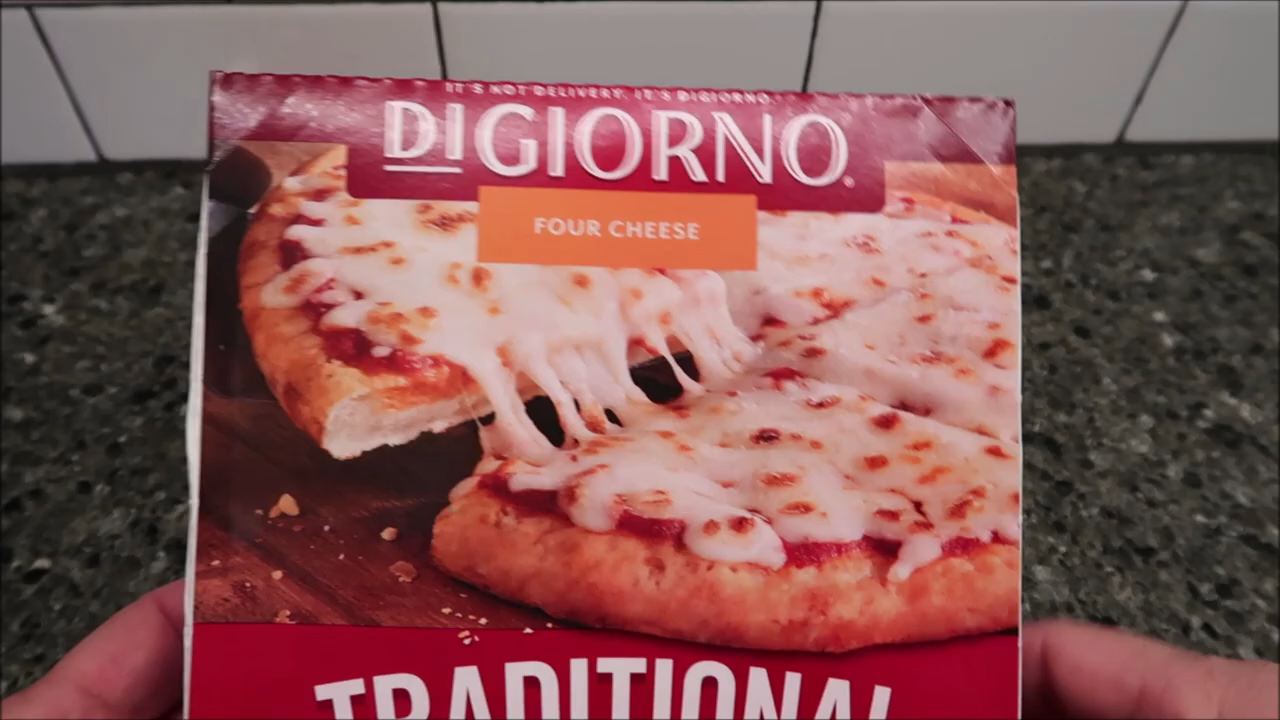 IT'S NOT DELIVERY. IT'S DIGIORNO.
DIGIORNO®
FOUR CHEESE
TRADITIONAL